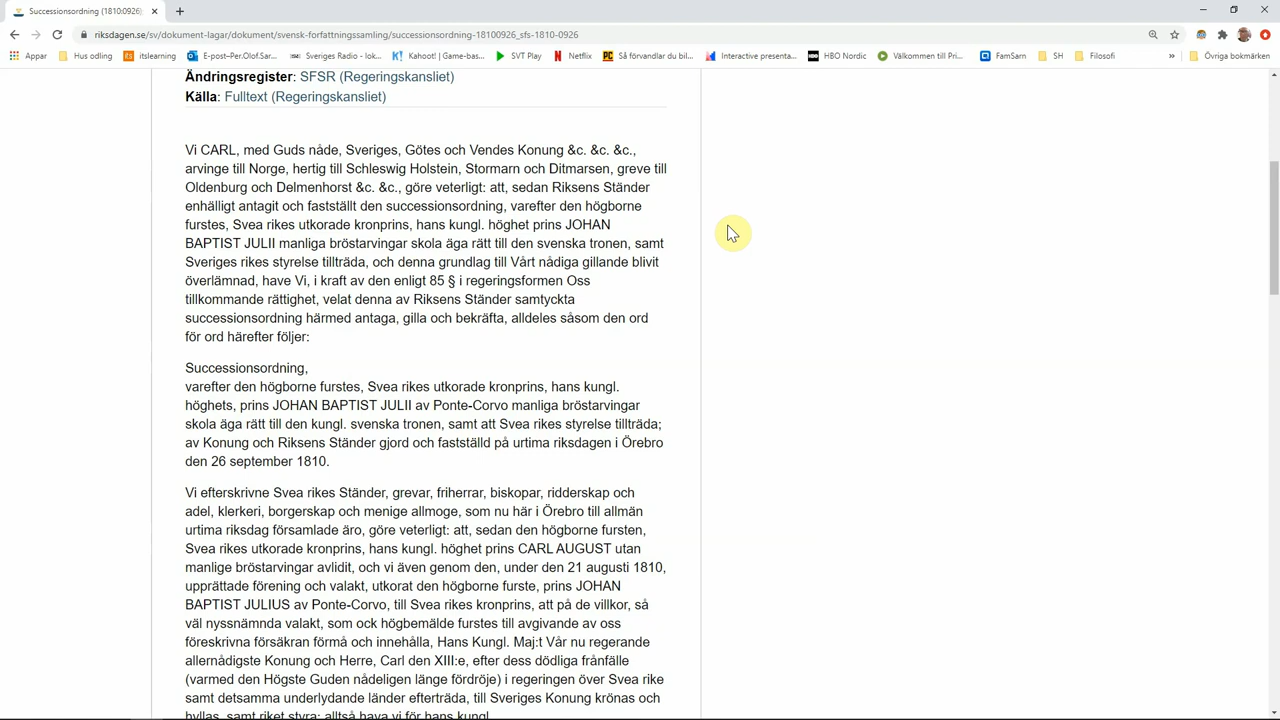 Successionsordning (1810:0926)
riksdagen.se/sv/dokument-lagar/dokument/svensk-forfattningssamling/successionsordning-18100926_sfs-1810-0926
Appar Hus odling itslearning E-post–Per.Olof.Sar... Sveriges Radio - lok... Kahoot! | Game-bas... SVT Play Netflix Så förvandlar du bil... Interactive presenta... HBO Nordic Välkommen till Pri... FamSarn SH Filosofi » Övriga bokmärken
Ändringsregister: SFSR (Regeringskansliet)
Källa: Fulltext (Regeringskansliet)
Vi CARL, med Guds nåde, Sveriges, Götes och Vendes Konung &c. &c. &c.,
arvinge till Norge, hertig till Schleswig Holstein, Stormarn och Ditmarsen, greve till
Oldenburg och Delmenhorst &c. &c., göre veterligt: att, sedan Riksens Ständer
enhälligt antagit och fastställt den successionsordning, varefter den högborne
furstes, Svea rikes utkorade kronprins, hans kungl. höghet prins JOHAN
BAPTIST JULII manliga bröstarvingar skola äga rätt till den svenska tronen, samt
Sveriges rikes styrelse tillträda, och denna grundlag till Vårt nådiga gillande blivit
överlämnad, have Vi, i kraft av den enligt 85 § i regeringsformen Oss
tillkommande rättighet, velat denna av Riksens Ständer samtyckta
successionsordning härmed antaga, gilla och bekräfta, alldeles såsom den ord
för ord härefter följer:
Successionsordning,
varefter den högborne furstes, Svea rikes utkorade kronprins, hans kungl.
höghets, prins JOHAN BAPTIST JULII av Ponte-Corvo manliga bröstarvingar
skola äga rätt till den kungl. svenska tronen, samt att Svea rikes styrelse tillträda;
av Konung och Riksens Ständer gjord och fastställd på urtima riksdagen i Örebro
den 26 september 1810.
Vi efterskrivne Svea rikes Ständer, grevar, friherrar, biskopar, ridderskap och
adel, klerkeri, borgerskap och menige allmoge, som nu här i Örebro till allmän
urtima riksdag församlade äro, göre veterligt: att, sedan den högborne fursten,
Svea rikes utkorade kronprins, hans kungl. höghet prins CARL AUGUST utan
manlige bröstarvingar avlidit, och vi även genom den, under den 21 augusti 1810,
upprättade förening och valakt, utkorat den högborne furste, prins JOHAN
BAPTIST JULIUS av Ponte-Corvo, till Svea rikes kronprins, att på de villkor, så
väl nyssnämnda valakt, som ock högbemälde furstes till avgivande av oss
föreskrivna försäkran förmå och innehålla, Hans Kungl. Maj:t Vår nu regerande
allernådigste Konung och Herre, Carl den XIII:e, efter dess dödliga frånfälle
(varmed den Högste Guden nådeligen länge fördröje) i regeringen över Svea rike
samt detsamma underlydande länder efterträda, till Sveriges Konung krönas och
hyllas, samt riket styra; alltså hava vi för hans kungl.